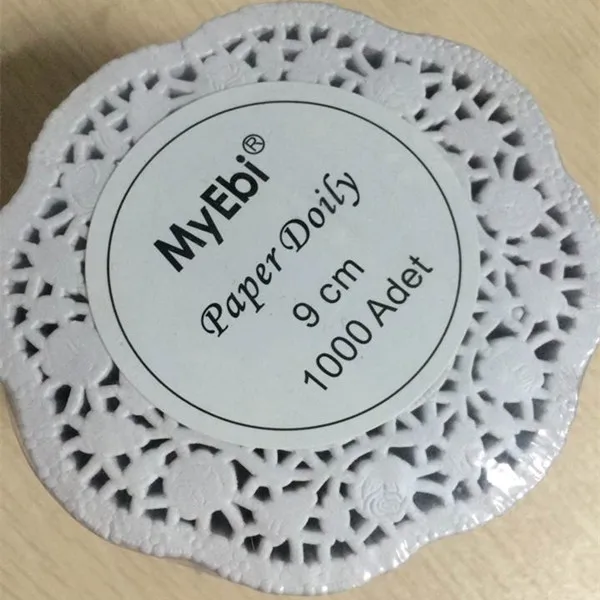 MyEbi®
Paper Doily
9 cm
1000 Adet